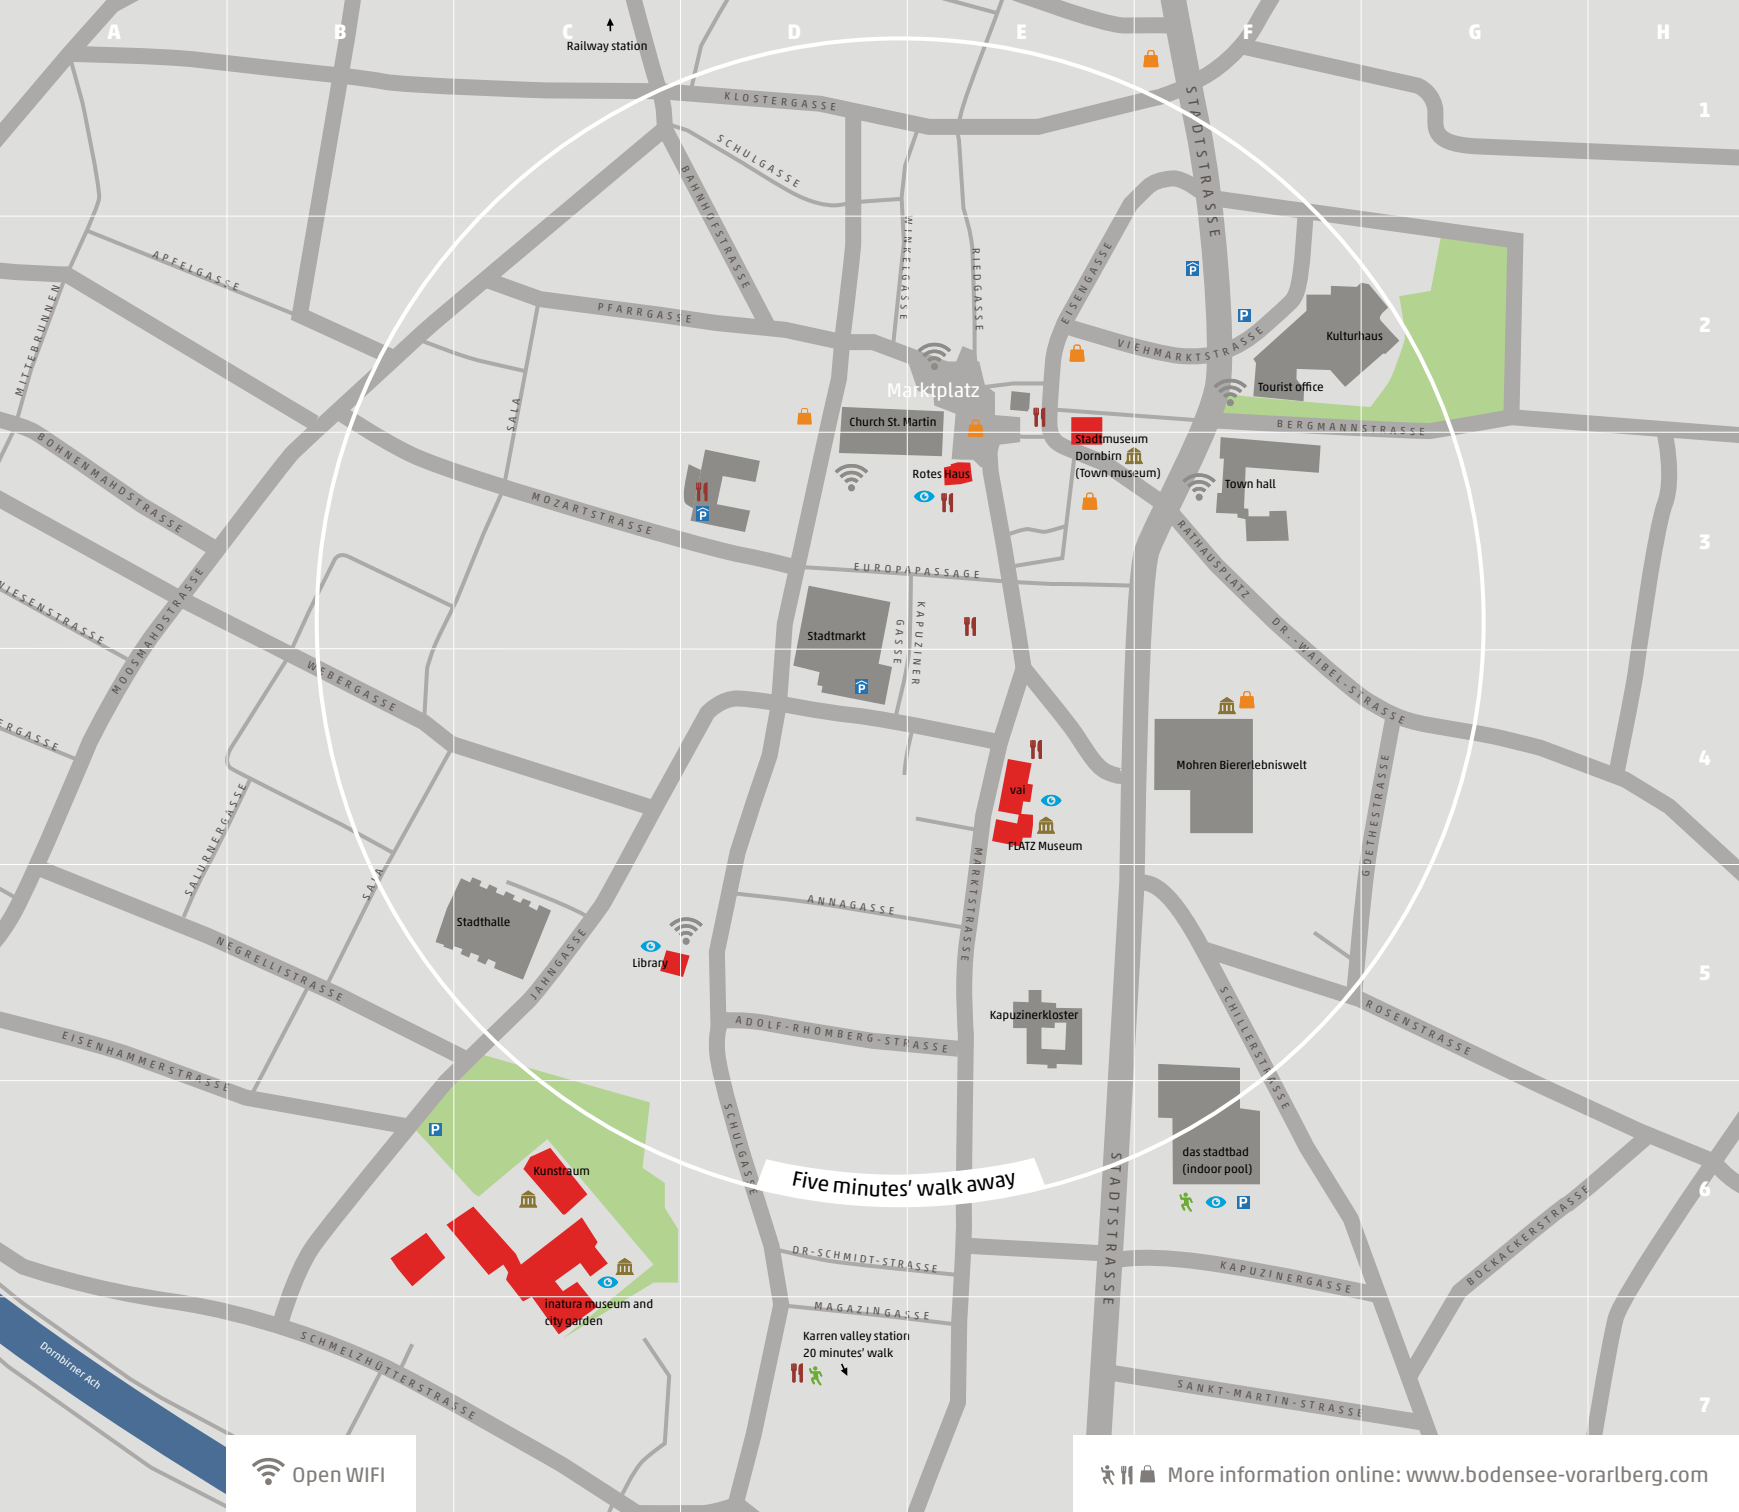 A
B
C
D
E
F
G
H
Railway station
KLOSTERGASSE
STADTSTRASSE
1
SCHULGASSE
BAHNHOFSTRASSE
WINKELGASSE
RIEDGASSE
EISENGASSE
APFELGASSE
MITTEBRUNNEN
PFARRGASSE
VIEHMARKTSTRASSE
Kulturhaus
2
Tourist office
Marktplatz
SALA
Church St. Martin
BERGMANNSTRASSE
Stadtmuseum
Dornbirn
(Town museum)
BOHNENMAHDSTRASSE
Rotes Haus
Town hall
MOZARTSTRASSE
RATHAUSPLATZ
3
EUROPAPASSAGE
MOOSMAHDSTRASSE
KAPUZINER
GASSE
Stadtmarkt
DR.-WAIBEL-STRASSE
WEBERGASSE
Mohren Biererlebniswelt
4
vai
GOETHESTRASSE
SALURNERGASSE
FLATZ Museum
MARKTSTRASSE
SALA
ANNAGASSE
Stadthalle
JAHNGASSE
Library
NEGRELLISTRASSE
5
Kapuzinerkloster
SCHILLERSTRASSE
ROSENSTRASSE
ADOLF-RHOMBERG-STRASSE
EISENHAMMERSTRASSE
SCHULGASSE
das stadtbad
(indoor pool)
Kunstraum
Five minutes' walk away
6
STADTSTRASSE
BOCKACKERSTRASSE
DR-SCHMIDT-STRASSE
KAPUZINERGASSE
inatura museum and
city garden
MAGAZINGASSE
Karren valley station
20 minutes' walk
Dornbirner Ach
SCHMELZHÜTTERSTRASSE
SANKT-MARTIN-STRASSE
7
Open WIFI
More information online: www.bodensee-vorarlberg.com